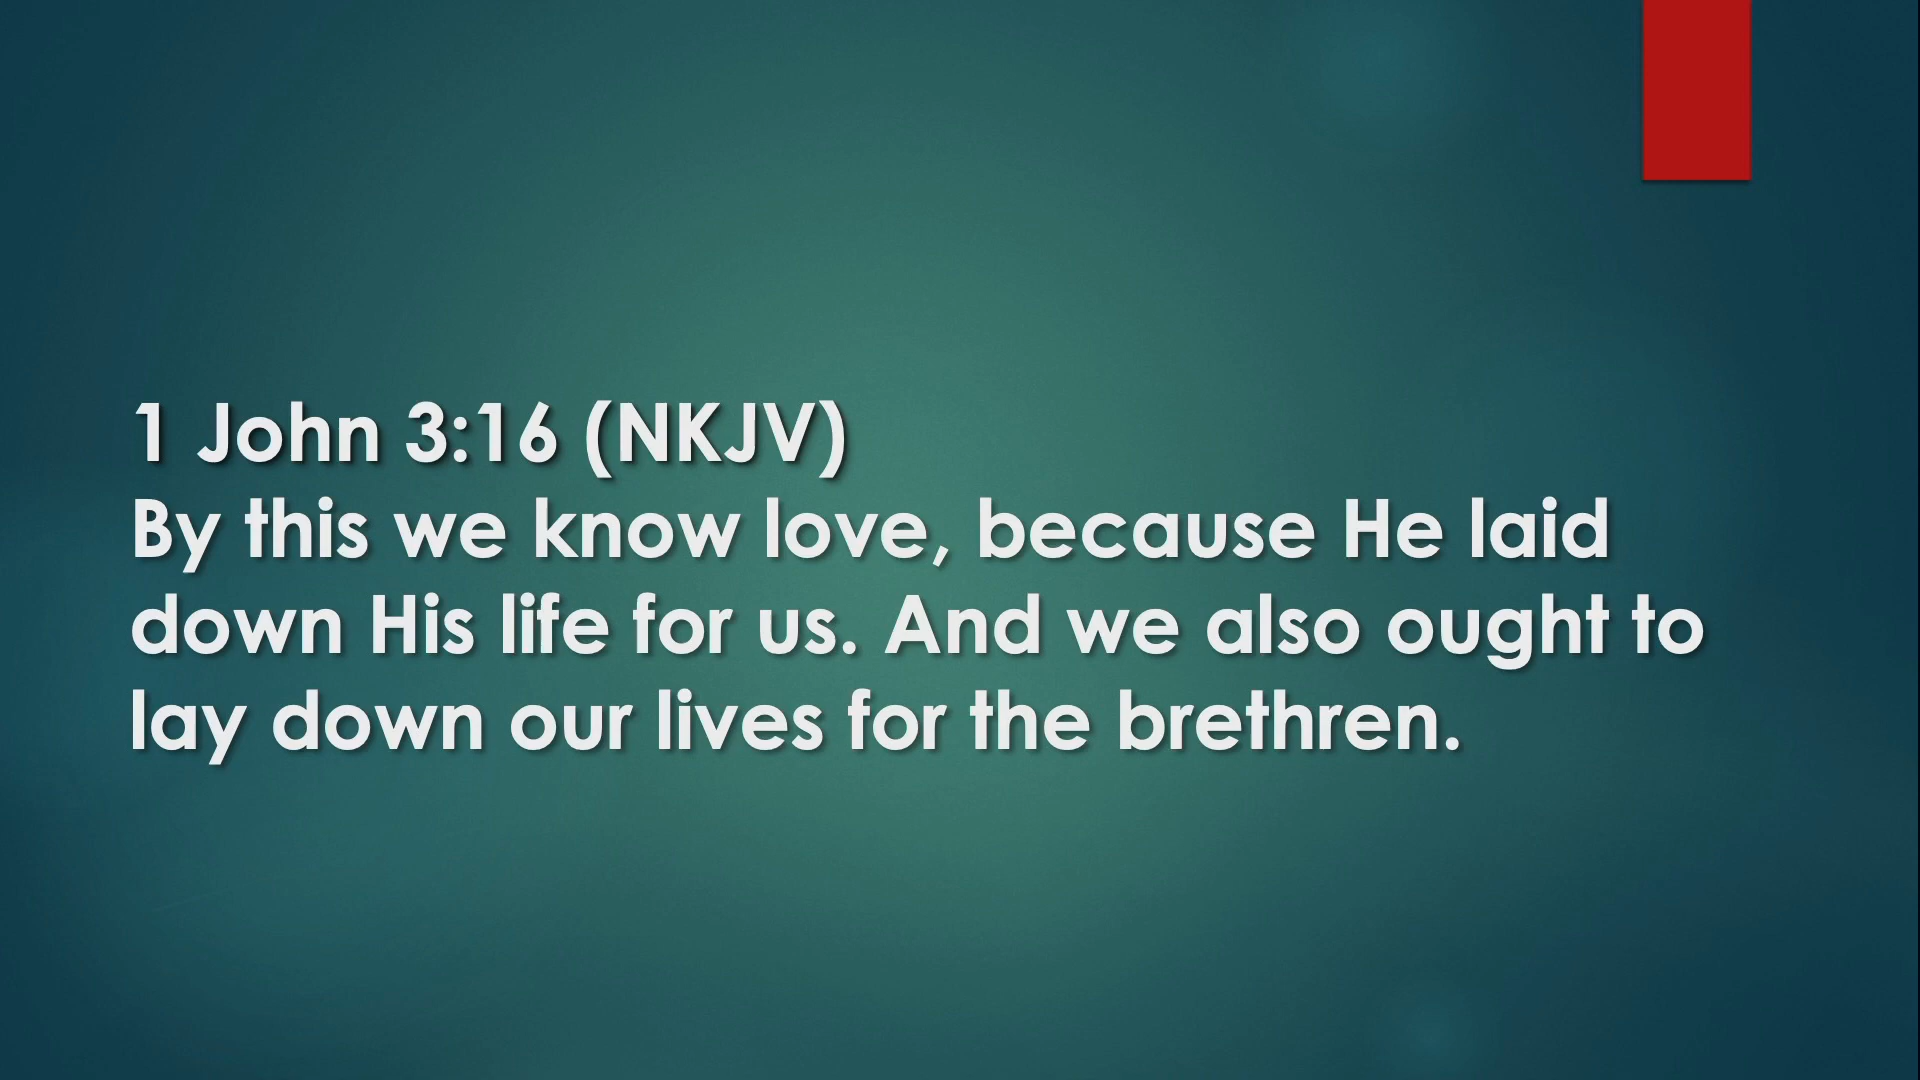 1 John 3:16 (NKJV)
By this we know love, because He laid
down His life for us. And we also ought to
lay down our lives for the brethren.